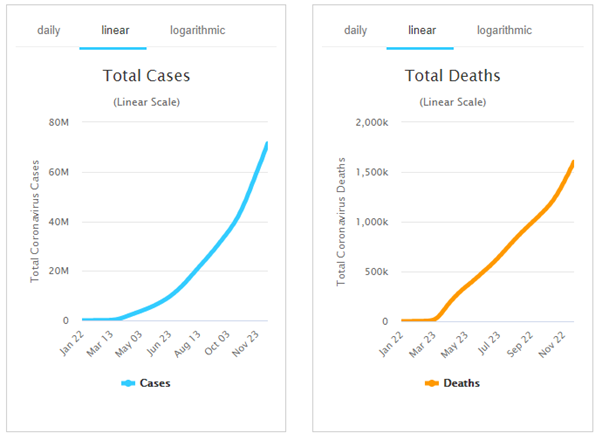 daily linear logarithmic
Total Cases
(Linear Scale)
Total Coronavirus Cases
80M
60M
40M
20M
0
Jan 22 Mar 13 May 03 Jun 23 Aug 13 Oct 03 Nov 23
Cases
daily linear logarithmic
Total Deaths
(Linear Scale)
Total Coronavirus Deaths
2,000k
1,500k
1,000k
500k
0
Jan 22 Mar 23 May 23 Jul 23 Sep 22 Nov 22
Deaths